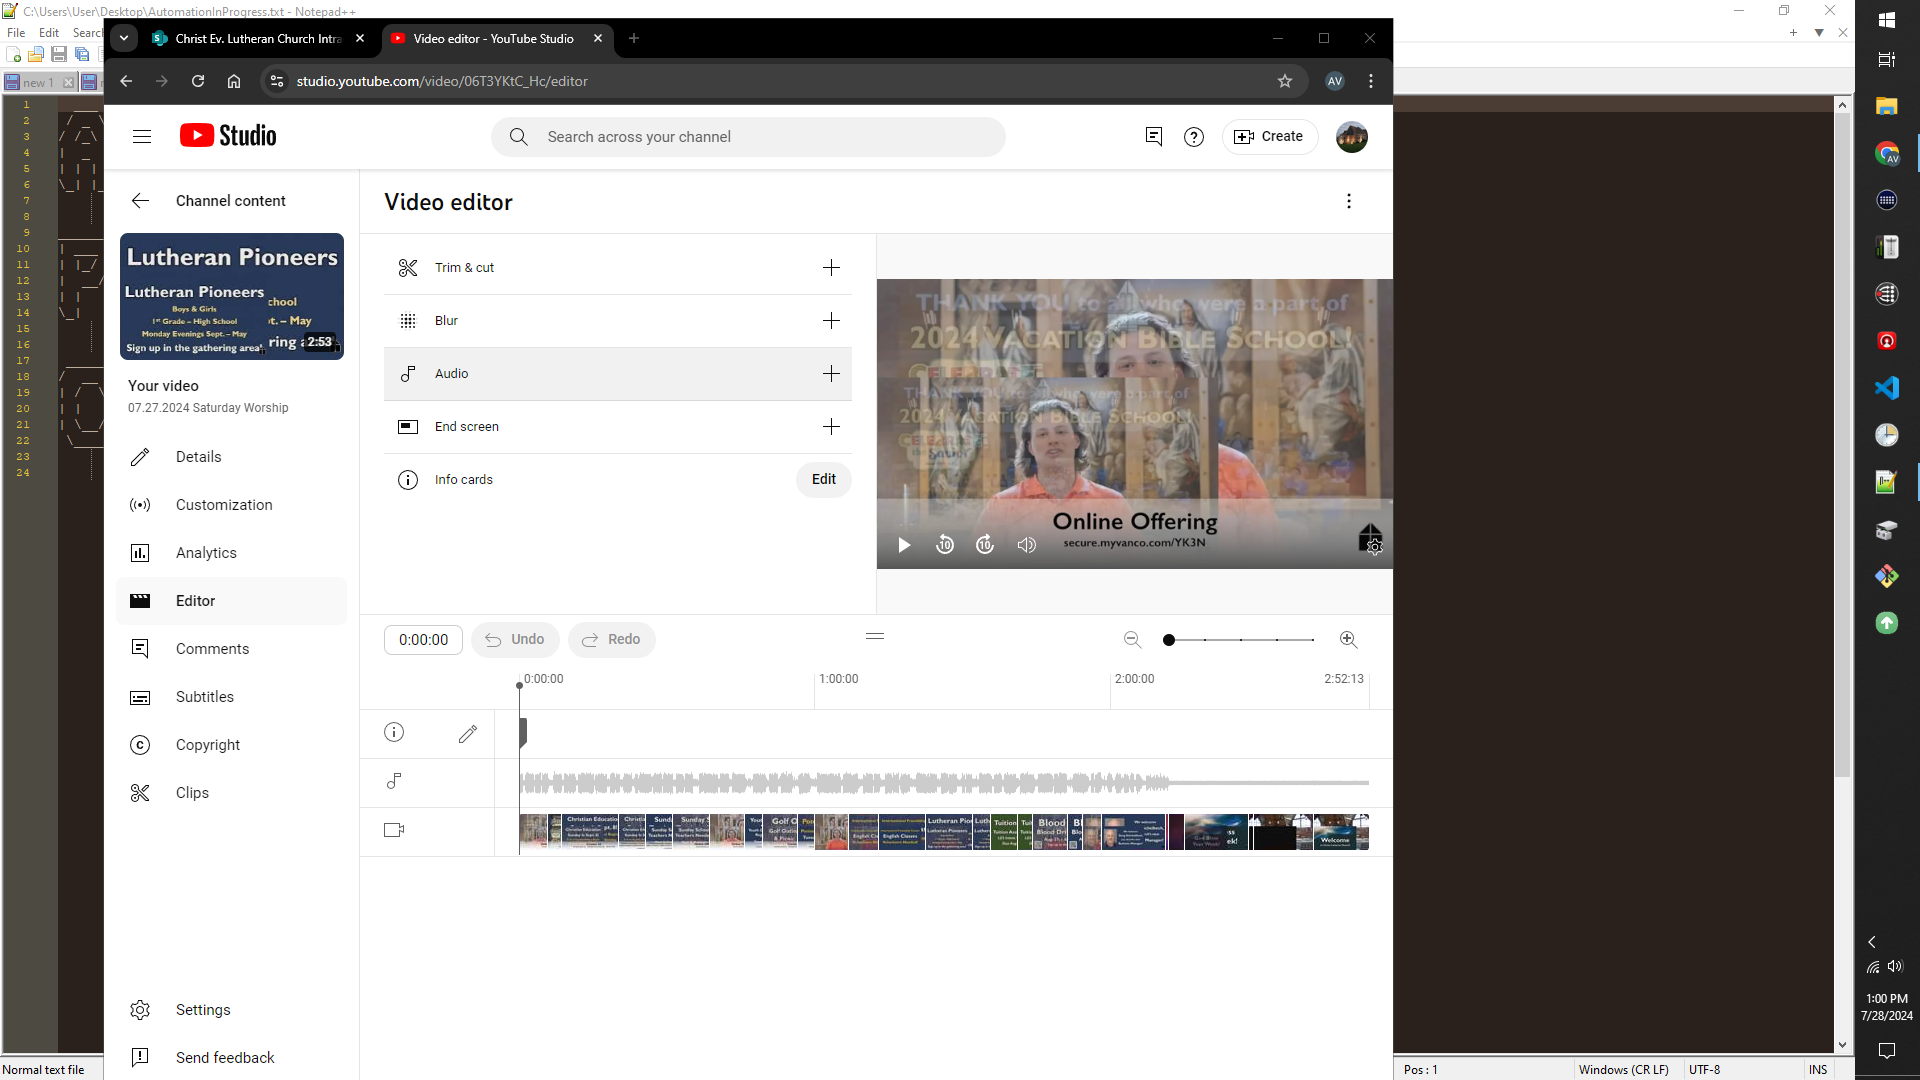 C:\Users\User\Desktop\AutomationInProgress.txt - Notepad++
File Edit Search
new 1
Christ Ev. Lutheran Church Intra
Video editor - YouTube Studio
studio.youtube.com/video/06T3YKtC_Hc/editor
AV
Studio
Search across your channel
Create
Channel content
Video editor
Lutheran Pioneers
Lutheran Pioneers
Boys & Girls
1st Grade – High School
Monday Evenings Sept. – May
Sign up in the gathering area!
2:53
Your video
07.27.2024 Saturday Worship
Details
Customization
Analytics
Editor
Comments
Subtitles
Copyright
Clips
Settings
Send feedback
Trim & cut
Blur
Audio
End screen
Info cards
Edit
THANK YOU to all who were a part of
2024 VACATION BIBLE SCHOOL!
Online Offering
secure.myvanco.com/YK3N
0:00:00
Undo
Redo
0:00:00
1:00:00
2:00:00
2:52:13
1
2
3
4
5
6
7
8
9
10
11
12
13
14
15
16
17
18
19
20
21
22
23
24
Normal text file
Pos : 1
Windows (CR LF)
UTF-8
INS
1:00 PM
7/28/2024